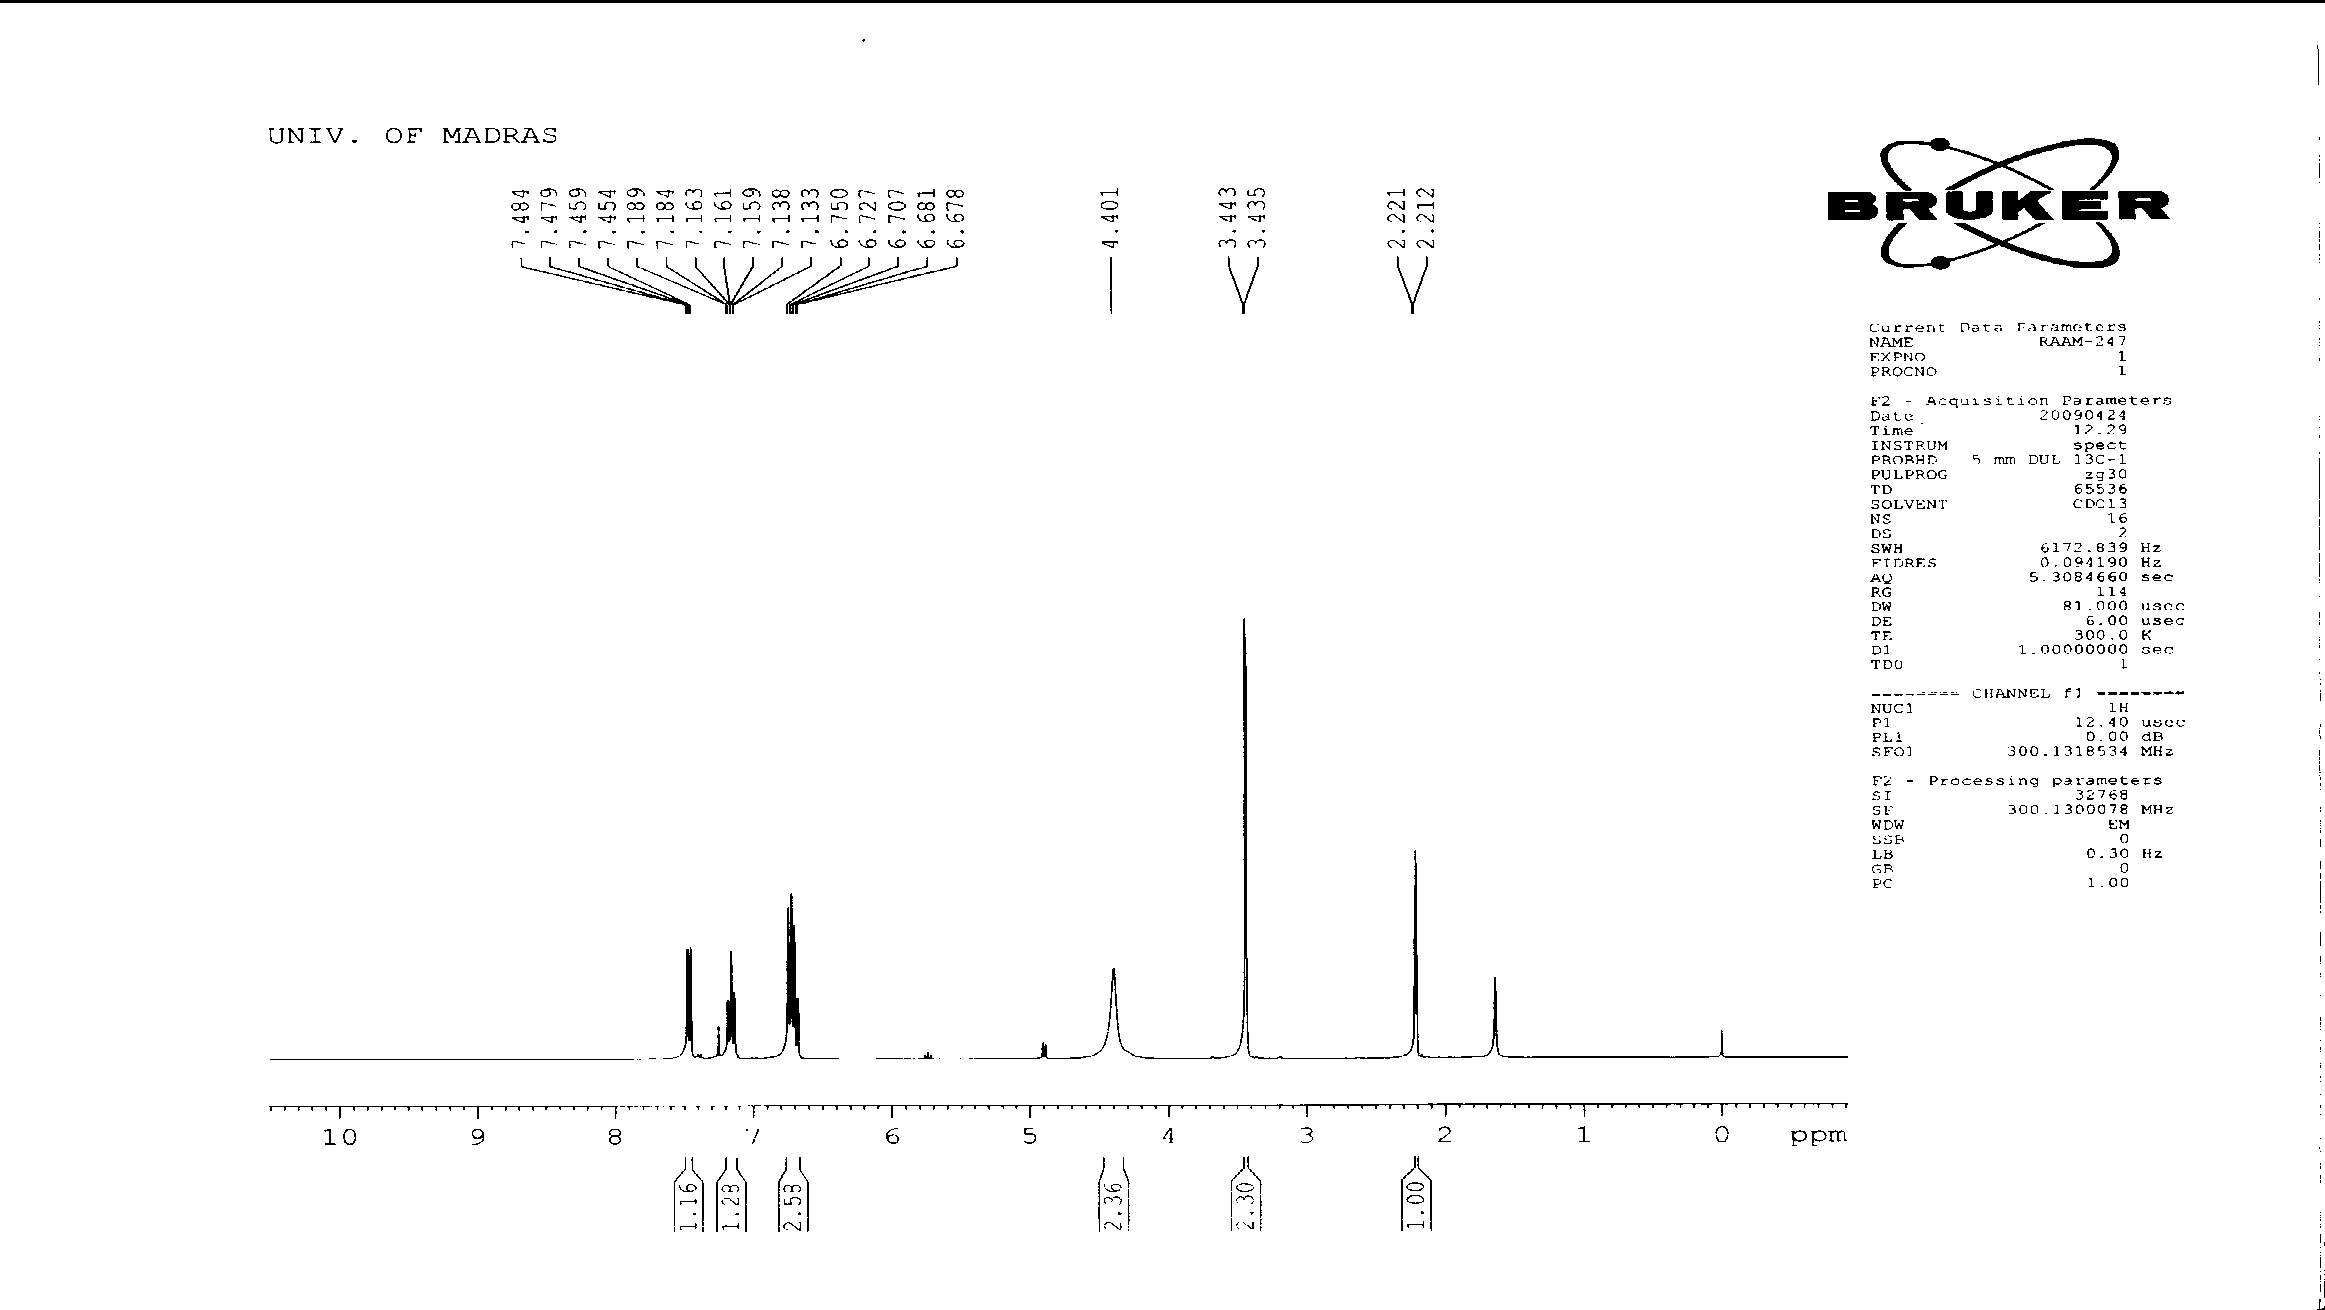 UNIV. OF MADRAS
7.484
7.479
7.459
7.454
7.189
7.184
7.163
7.161
7.159
7.138
7.133
6.750
6.727
6.707
6.681
6.678
4.401
3.443
3.435
2.221
2.212
BRUKER
Current Data Parameters
NAME RAAM-247
EXPNO 1
PROCNO 1
F2 - Acquisition Parameters
Date 20090424
Time 12.29
INSTRUM spect
PROBHD 5 mm DUL 13C-1
PULPROG zg30
TD 65536
SOLVENT CDCl3
NS 16
DS 2
SWH 6172.839 Hz
FIDRES 0.094190 Hz
AQ 5.3084660 sec
RG 114
DW 81.000 usec
DE 6.00 usec
TE 300.0 K
D1 1.00000000 sec
TD0 1
======== CHANNEL f1 ========
NUC1 1H
P1 12.40 usec
PL1 0.00 dB
SFO1 300.1318534 MHz
F2 - Processing parameters
SI 32768
SF 300.1300078 MHz
WDW EM
SSB 0
LB 0.30 Hz
GB 0
PC 1.00
10 9 8 7 6 5 4 3 2 1 0 ppm
1.16
1.28
2.58
2.36
2.30
1.00